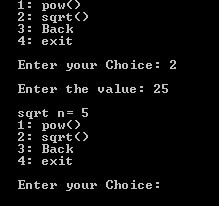 1: pow()
2: sqrt()
3: Back
4: exit
Enter your Choice: 2
Enter the value: 25
sqrt n= 5
1: pow()
2: sqrt()
3: Back
4: exit
Enter your Choice: